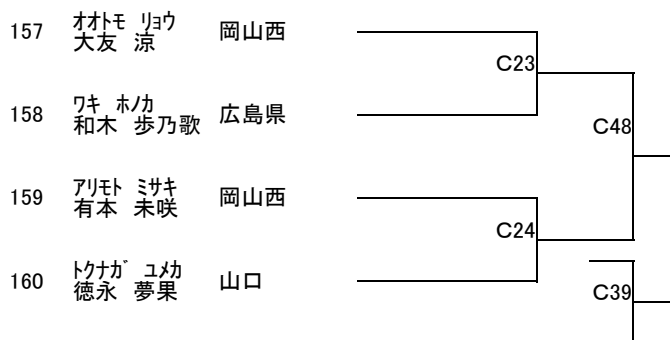 オオトモ リョウ
157 大友 涼 岡山西
C23
ワキ ホノカ
158 和木 歩乃歌 広島県
C48
アリモト ミサキ
159 有本 未咲 岡山西
C24
トクナガ ユメカ
160 徳永 夢果 山口
C39